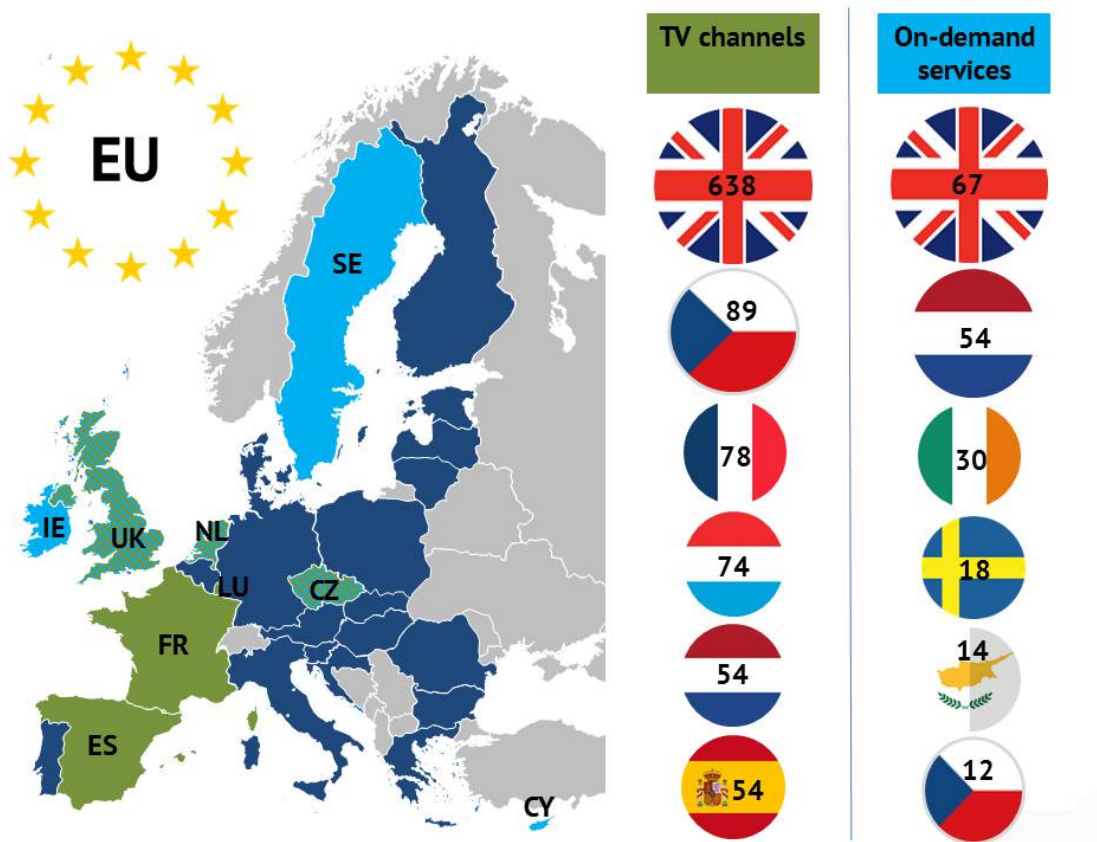 EU
SE
IE
UK
NL
LU
CZ
FR
ES
CY
TV channels
638
89
78
74
54
54
On-demand
services
67
54
30
18
14
12